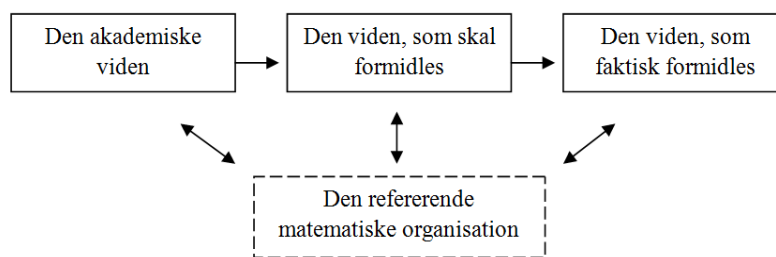 Den akademiske
viden
Den viden, som skal
formidles
Den viden, som
faktisk formidles
Den refererende
matematiske organisation